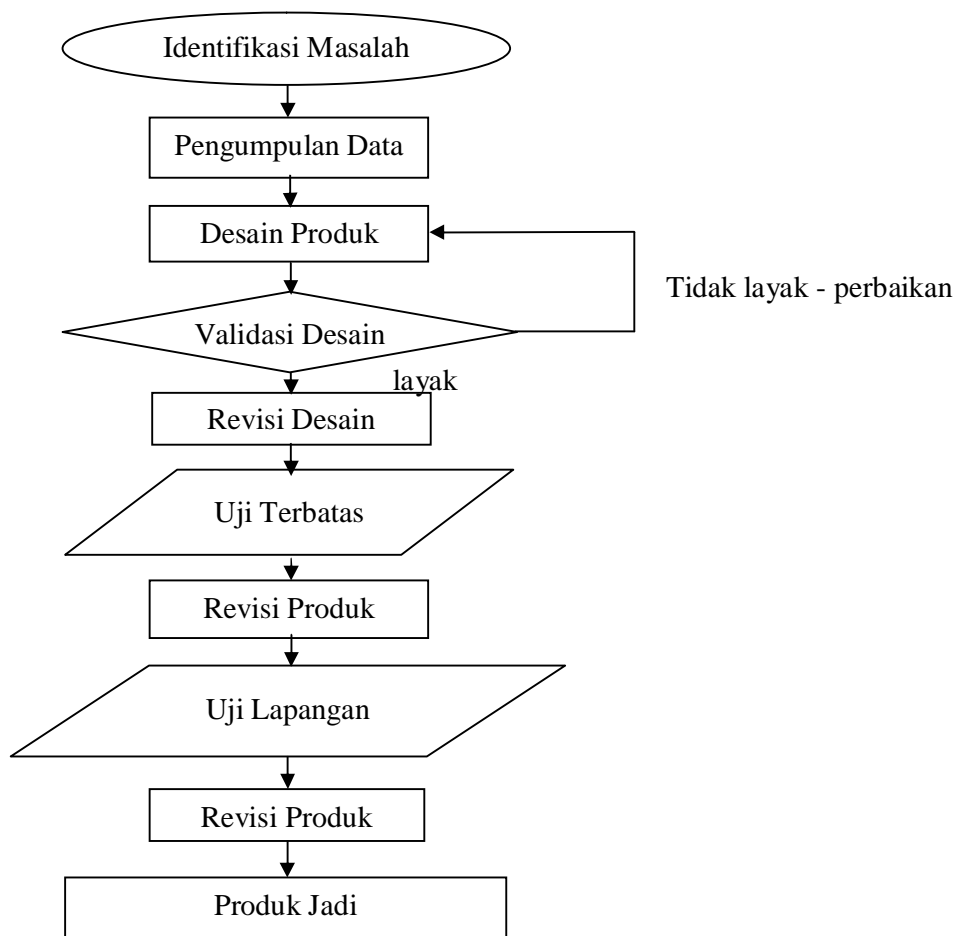 Identifikasi Masalah
Pengumpulan Data
Desain Produk
Tidak layak - perbaikan
Validasi Desain
layak
Revisi Desain
Uji Terbatas
Revisi Produk
Uji Lapangan
Revisi Produk
Produk Jadi